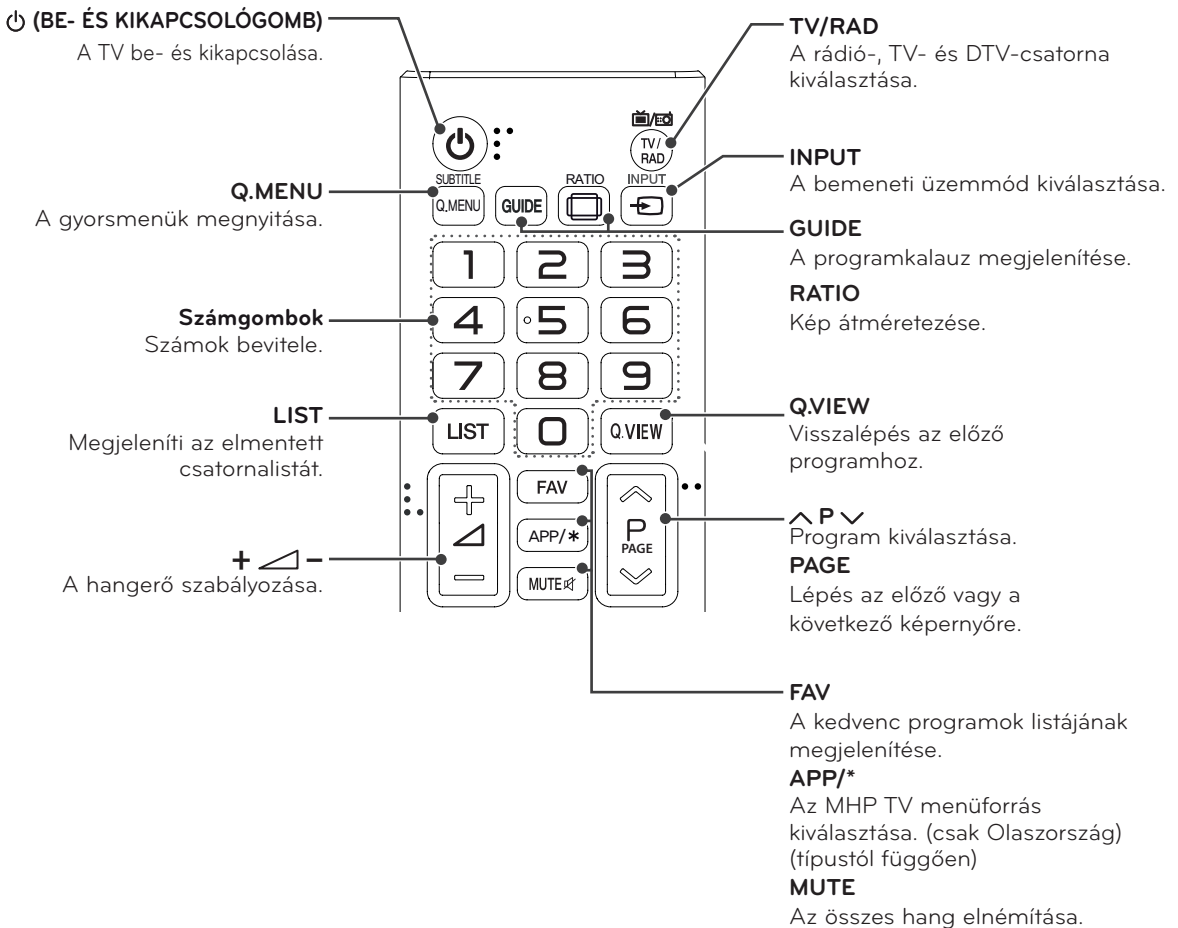 ⏻ (BE- ÉS KIKAPCSOLÓGOMB)
A TV be- és kikapcsolása.
Q.MENU
A gyorsmenük megnyitása.
Számgombok
Számok bevitele.
LIST
Megjeleníti az elmentett
csatornalistát.
+ ⊿ −
A hangerő szabályozása.
TV/
RAD
SUBTITLE
RATIO
INPUT
Q.MENU
GUIDE
1
2
3
4
5
6
7
8
9
LIST
0
Q.VIEW
FAV
APP/*
MUTE
+
−
P
PAGE
TV/RAD
A rádió-, TV- és DTV-csatorna
kiválasztása.
INPUT
A bemeneti üzemmód kiválasztása.
GUIDE
A programkalauz megjelenítése.
RATIO
Kép átméretezése.
Q.VIEW
Visszalépés az előző
programhoz.
︿ P ﹀
Program kiválasztása.
PAGE
Lépés az előző vagy a
következő képernyőre.
FAV
A kedvenc programok listájának
megjelenítése.
APP/*
Az MHP TV menüforrás
kiválasztása. (csak Olaszország)
(típustól függően)
MUTE
Az összes hang elnémítása.